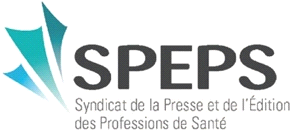 SPEPS
Syndicat de la Presse et de l'Édition
des Professions de Santé